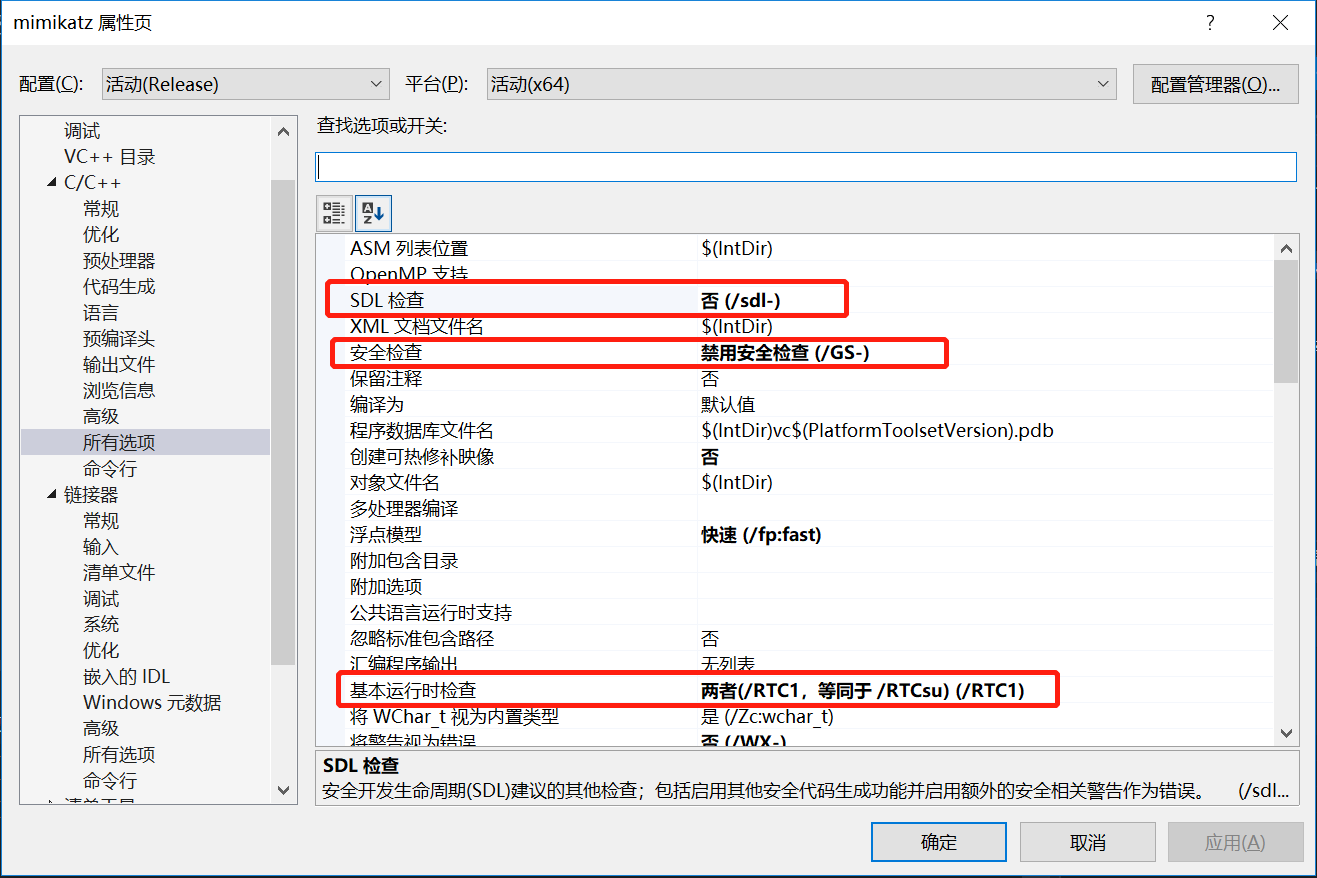 mimikatz 属性页
配置(C): 活动(Release) 平台(P): 活动(x64) 配置管理器(O)...
调试
VC++ 目录
C/C++
常规
优化
预处理器
代码生成
语言
预编译头
输出文件
浏览信息
高级
所有选项
命令行
链接器
常规
输入
清单文件
调试
系统
优化
嵌入的 IDL
Windows 元数据
高级
所有选项
命令行
清单工具
查找选项或开关:
ASM 列表位置 $(IntDir)
OpenMP 支持
SDL 检查 否 (/sdl-)
XML 文档文件名 $(IntDir)
安全检查 禁用安全检查 (/GS-)
保留注释 否
编译为 默认值
程序数据库文件名 $(IntDir)vc$(PlatformToolsetVersion).pdb
创建可热修补映像 否
对象文件名 $(IntDir)
多处理器编译
浮点模型 快速 (/fp:fast)
附加包含目录
附加选项
公共语言运行时支持
忽略标准包含路径 否
汇编程序输出 无列表
基本运行时检查 两者(/RTC1，等同于 /RTCsu) (/RTC1)
将 WChar_t 视为内置类型 是 (/Zc:wchar_t)
将警告视为错误 否 (/WX-)
SDL 检查
安全开发生命周期(SDL)建议的其他检查；包括启用其他安全代码生成功能并启用额外的安全相关警告作为错误。 (/sdl...
确定 取消 应用(A)